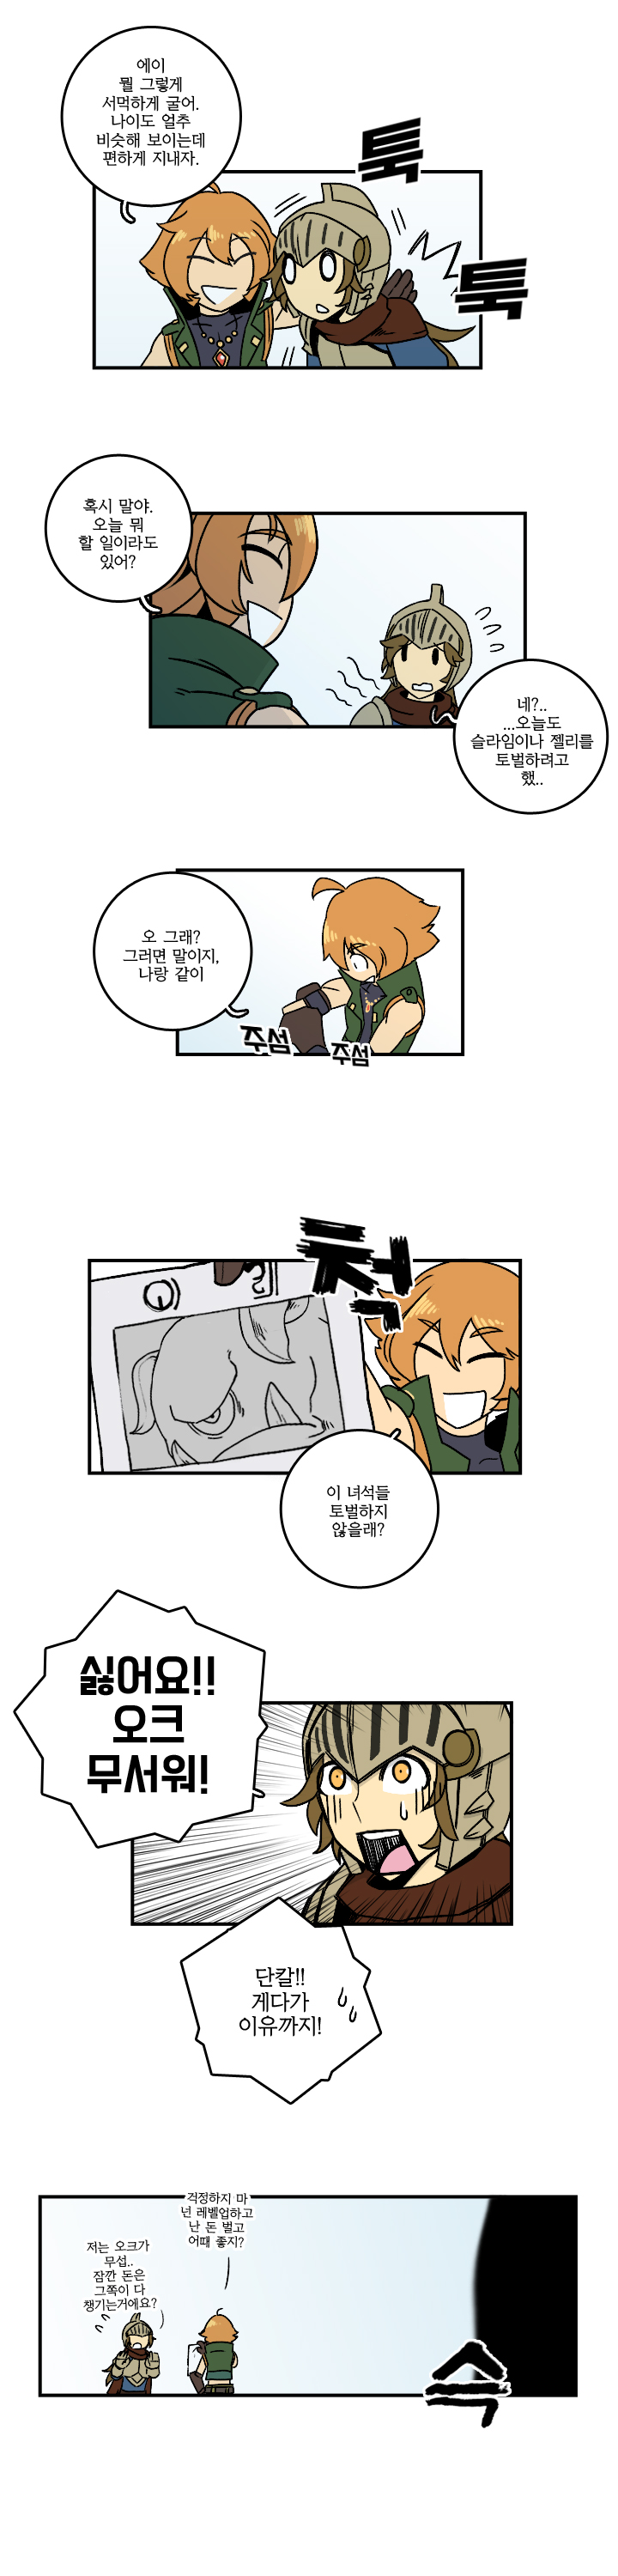 에이
뭘 그렇게
서먹하게 굴어.
나이도 얼추
비슷해 보이는데
편하게 지내자.
툭
툭
혹시 말야.
오늘 뭐
할 일이라도
있어?
네?..
...오늘도
슬라임이나 젤리를
토벌하려고
했..
오 그래?
그러면 말이지,
나랑 같이
주섬
주섬
척
이 녀석들
토벌하지
않을래?
싫어요!!
오크
무서워!
단칼!!
게다가
이유까지!
걱정하지 마
넌 레벨업하고
난 돈 벌고
어때 좋지?
저는 오크가
무섭..
잠깐 돈은
그쪽이 다
챙기는거에요?
슥